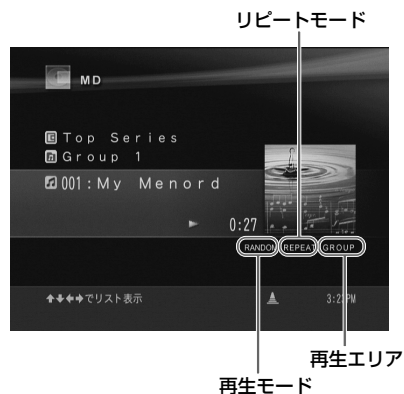 リピートモード
MD
Top Series
Group 1
001:My Menord
0:27
RANDOM REPEAT GROUP
でリスト表示 3:23PM
再生エリア
再生モード